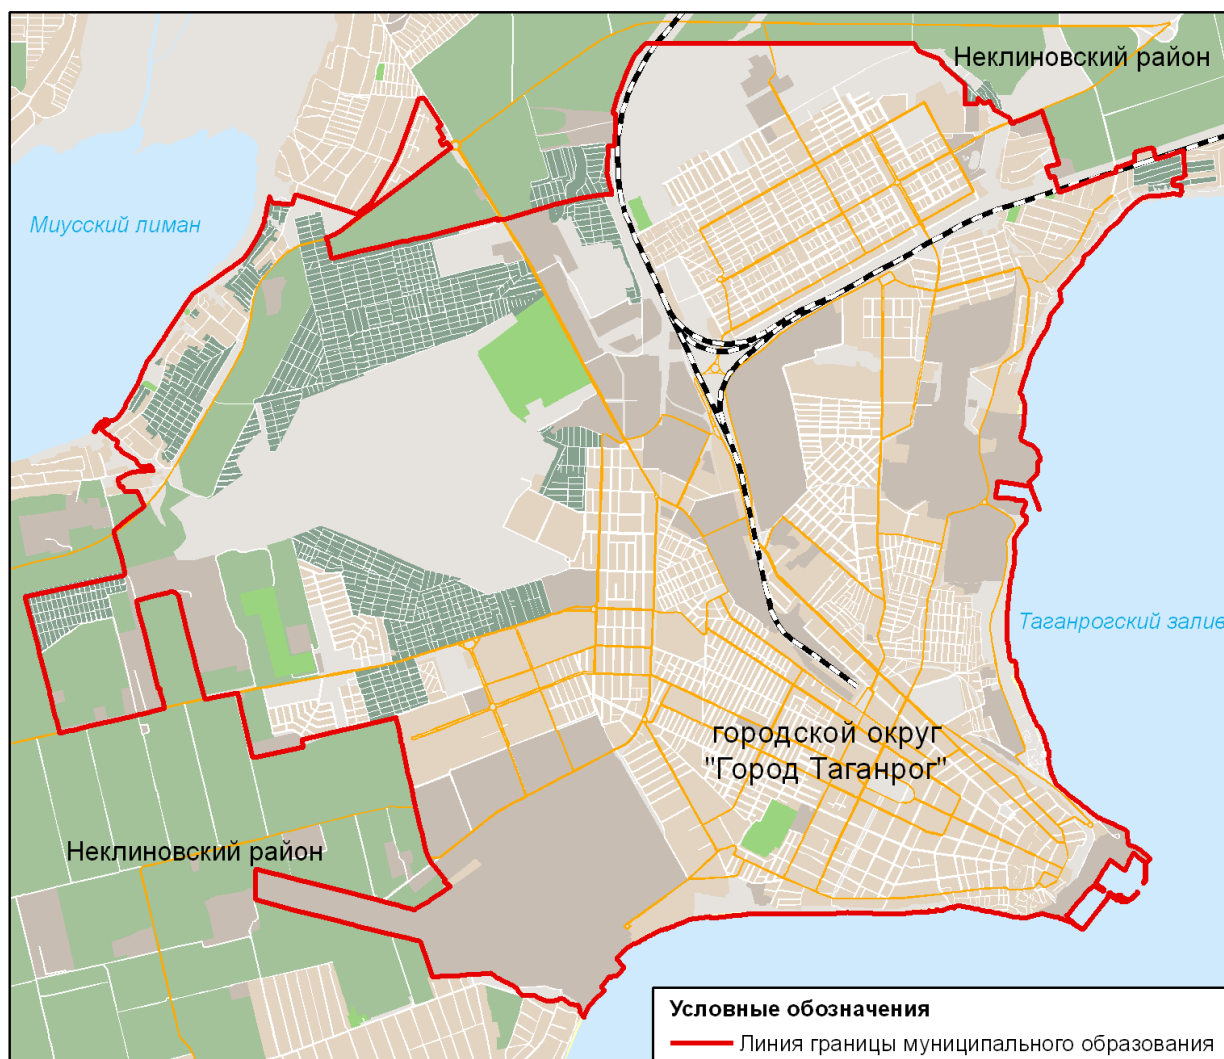 Неклиновский район
Миусский лиман
Таганрогский залив
городской округ
"Город Таганрог"
Неклиновский район
Условные обозначения
Линия границы муниципального образования